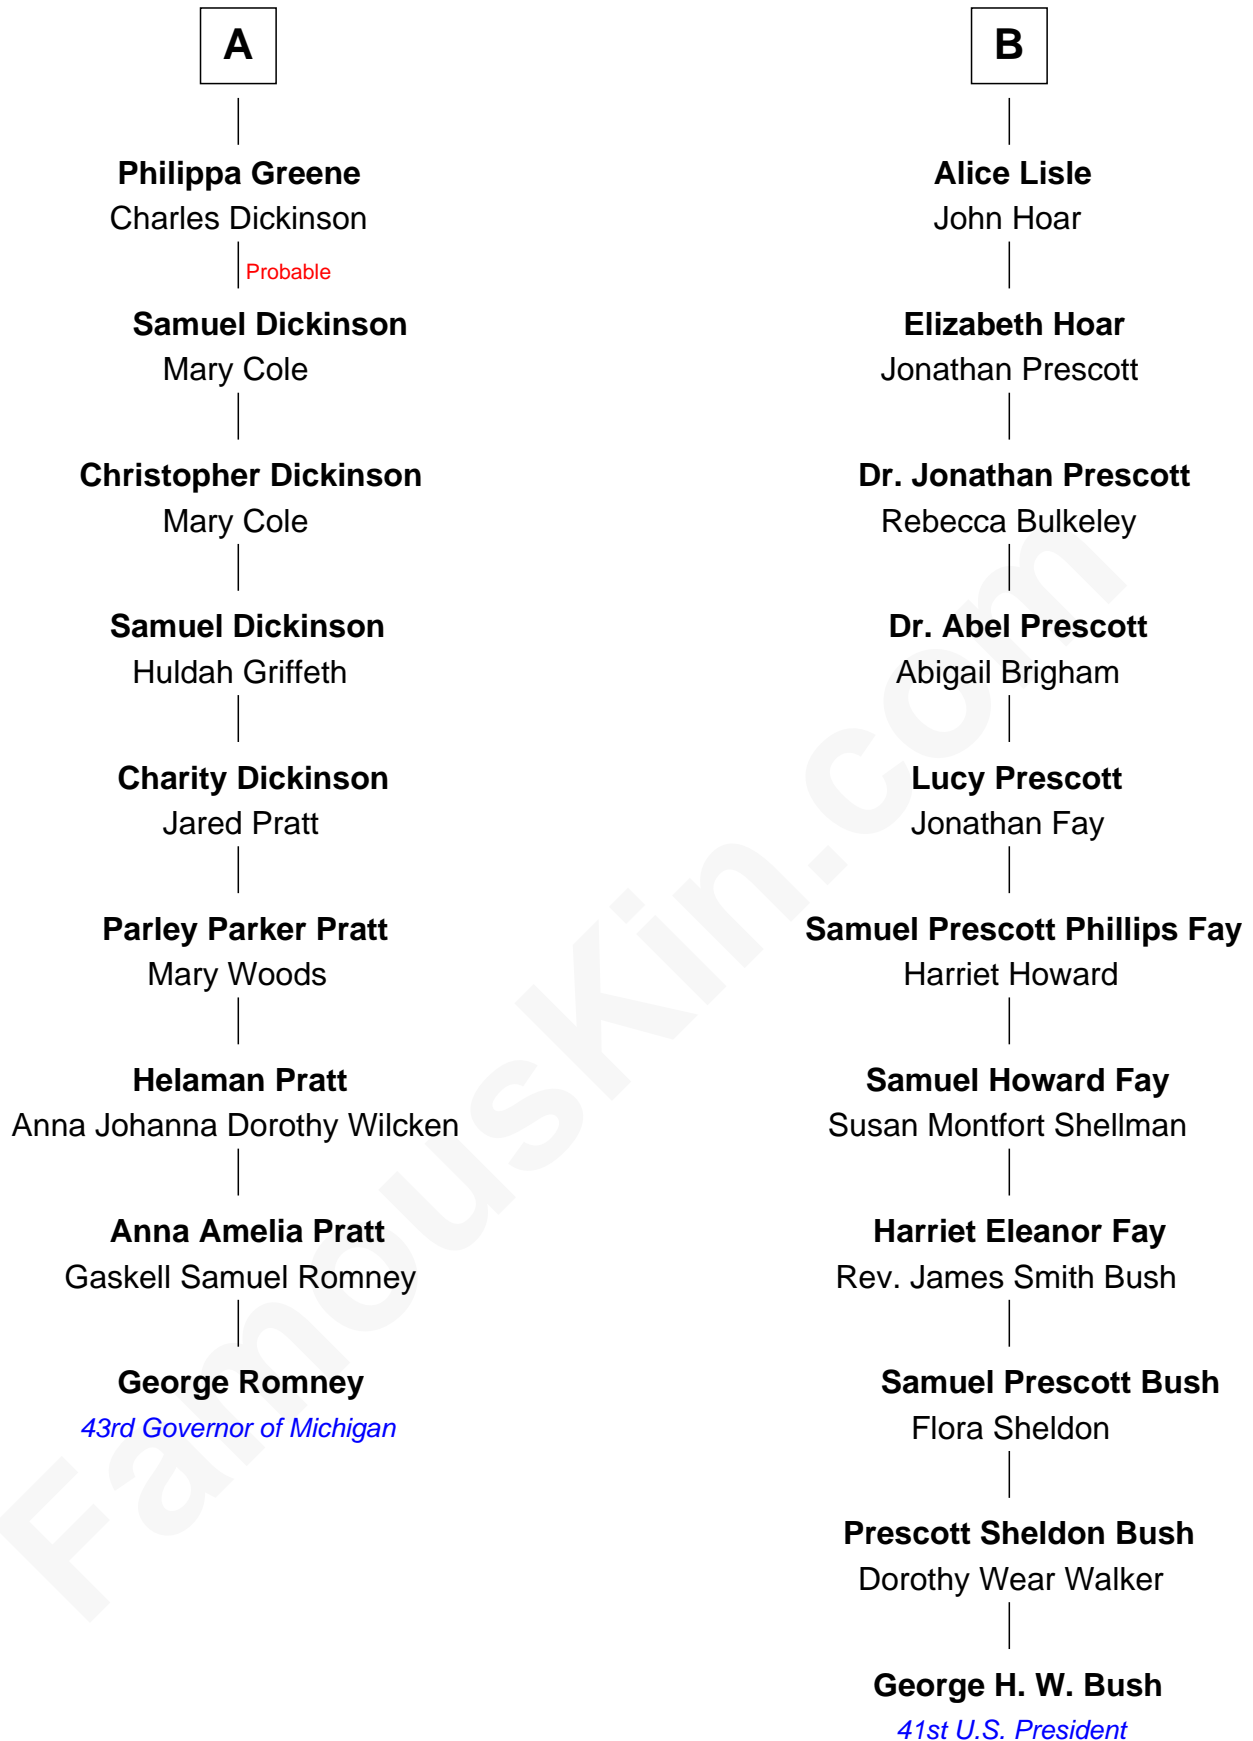 A
Philippa Greene
Charles Dickinson
Probable
Samuel Dickinson
Mary Cole
Christopher Dickinson
Mary Cole
Samuel Dickinson
Huldah Griffeth
Charity Dickinson
Jared Pratt
Parley Parker Pratt
Mary Woods
Helaman Pratt
Anna Johanna Dorothy Wilcken
Anna Amelia Pratt
Gaskell Samuel Romney
George Romney
43rd Governor of Michigan
B
Alice Lisle
John Hoar
Elizabeth Hoar
Jonathan Prescott
Dr. Jonathan Prescott
Rebecca Bulkeley
Dr. Abel Prescott
Abigail Brigham
Lucy Prescott
Jonathan Fay
Samuel Prescott Phillips Fay
Harriet Howard
Samuel Howard Fay
Susan Montfort Shellman
Harriet Eleanor Fay
Rev. James Smith Bush
Samuel Prescott Bush
Flora Sheldon
Prescott Sheldon Bush
Dorothy Wear Walker
George H. W. Bush
41st U.S. President
FamousKin.com